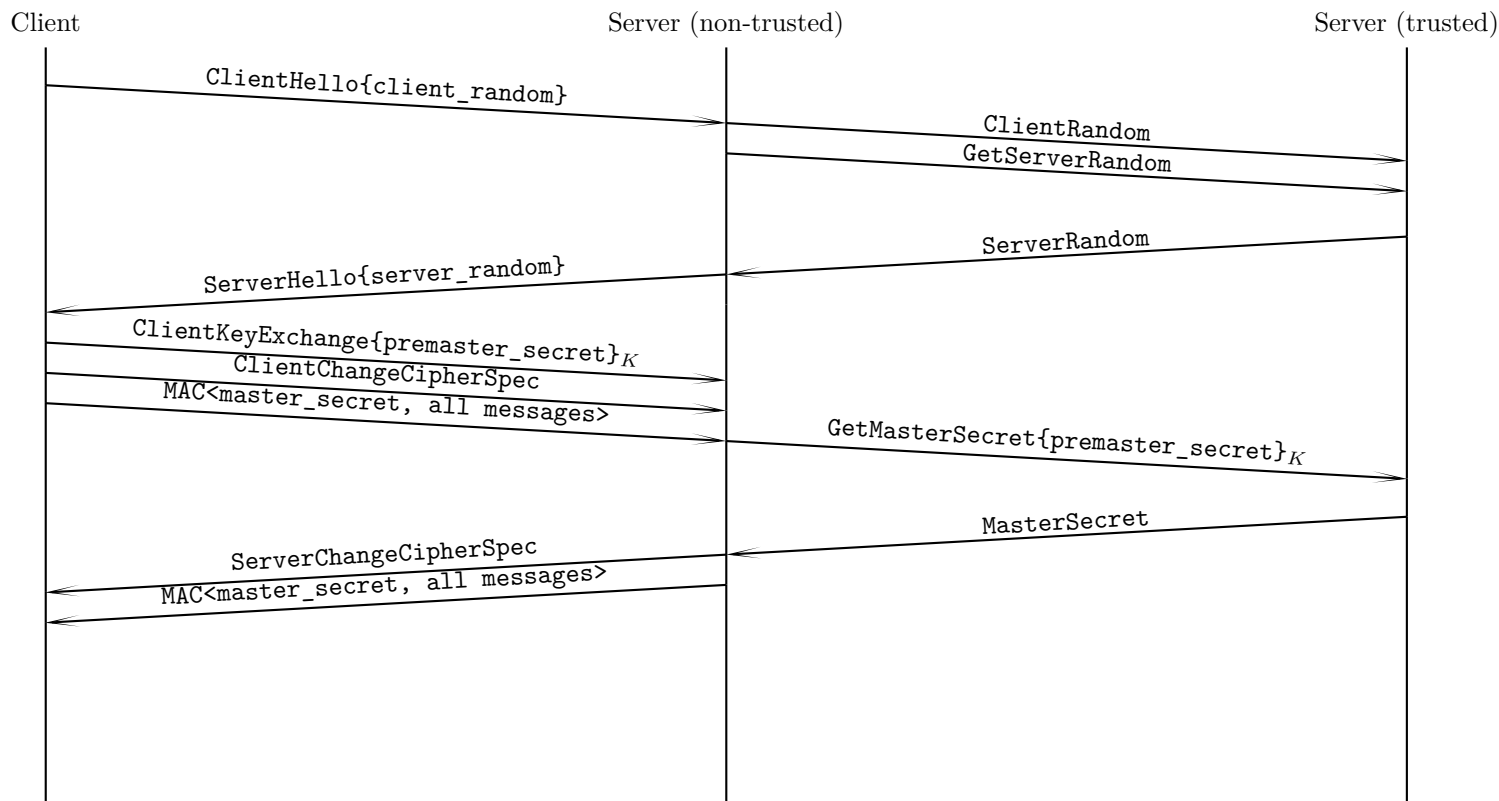 Client
Server (non-trusted)
Server (trusted)
ClientHello{client_random}
ClientRandom
GetServerRandom
ServerRandom
ServerHello{server_random}
ClientKeyExchange{premaster_secret}K
ClientChangeCipherSpec
MAC<master_secret, all messages>
GetMasterSecret{premaster_secret}K
MasterSecret
ServerChangeCipherSpec
MAC<master_secret, all messages>